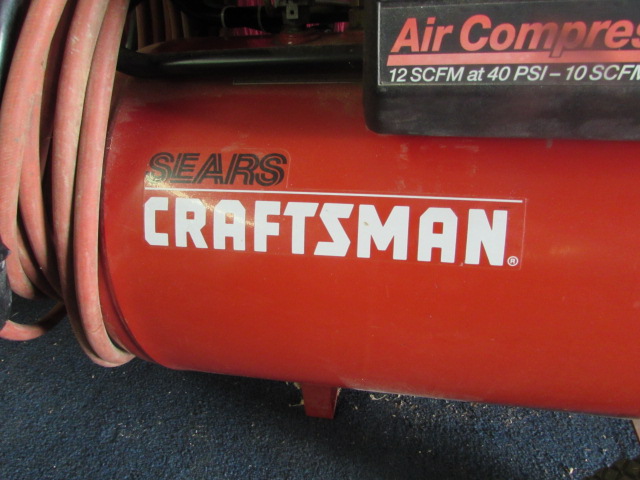 Air Compres
12 SCFM at 40 PSI – 10 SCFM
SEARS
CRAFTSMAN®